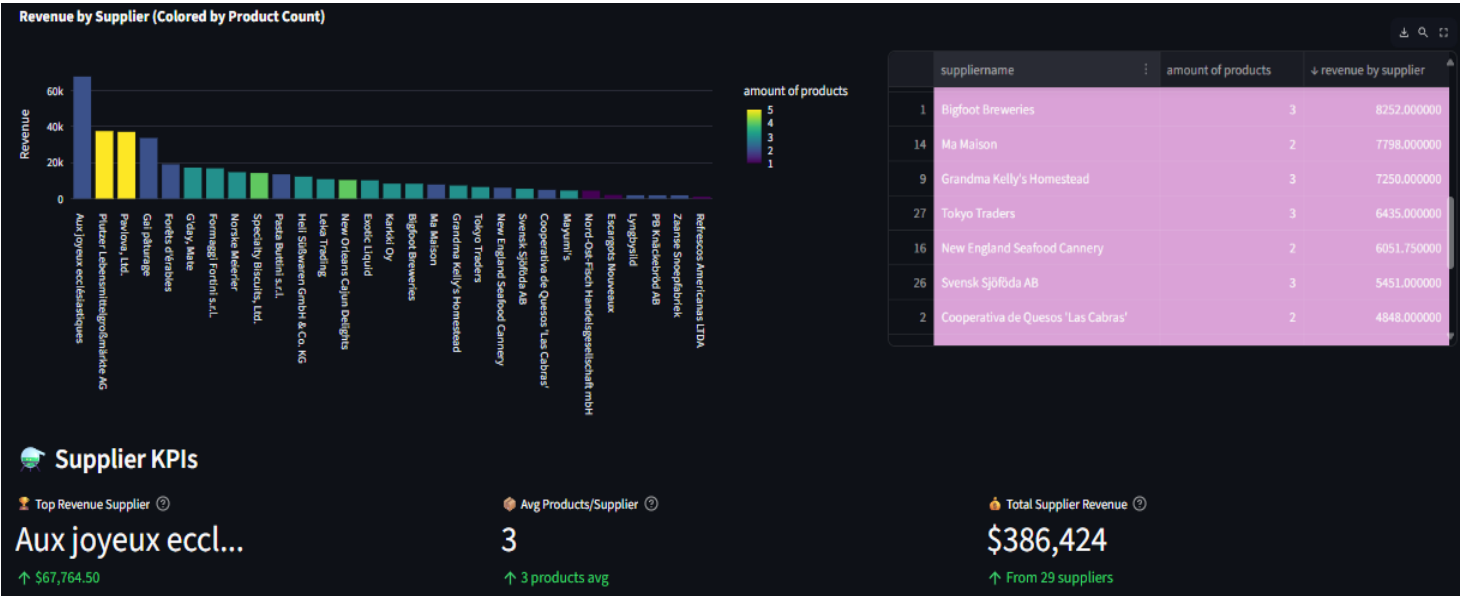 Revenue by Supplier (Colored by Product Count)
60k
40k
20k
0
Revenue
Aux joyeux ecclésiastiques
Plutzer Lebensmittelgroßmärkte AG
Pavlova, Ltd.
Gai pâturage
Forêts d'érables
G'day, Mate
Formaggi Fortini s.r.l.
Norske Meierier
Specialty Biscuits, Ltd.
Pasta Buttini s.r.l.
Heli Süßwaren GmbH & Co. KG
Leka Trading
New Orleans Cajun Delights
Exotic Liquid
Karkki Oy
Bigfoot Breweries
Ma Maison
Grandma Kelly's Homestead
Tokyo Traders
New England Seafood Cannery
Svensk Sjöföda AB
Cooperativa de Quesos 'Las Cabras'
Mayumi's
Nord-Ost-Fisch Handelsgesellschaft mbH
Escargots Nouveaux
Lyngbysild
PB Knäckebröd AB
Zaanse Snoepfabriek
Refrescos Americanas LTDA
amount of products
5
4
3
2
1
suppliername amount of products ↓ revenue by supplier
1 Bigfoot Breweries 3 8252.000000
14 Ma Maison 2 7798.000000
9 Grandma Kelly's Homestead 3 7250.000000
27 Tokyo Traders 3 6435.000000
16 New England Seafood Cannery 2 6051.750000
26 Svensk Sjöföda AB 3 5451.000000
2 Cooperativa de Quesos 'Las Cabras' 2 4848.000000
Supplier KPIs
Top Revenue Supplier
Aux joyeux eccl...
↑ $67,764.50
Avg Products/Supplier
3
↑ 3 products avg
Total Supplier Revenue
$386,424
↑ From 29 suppliers